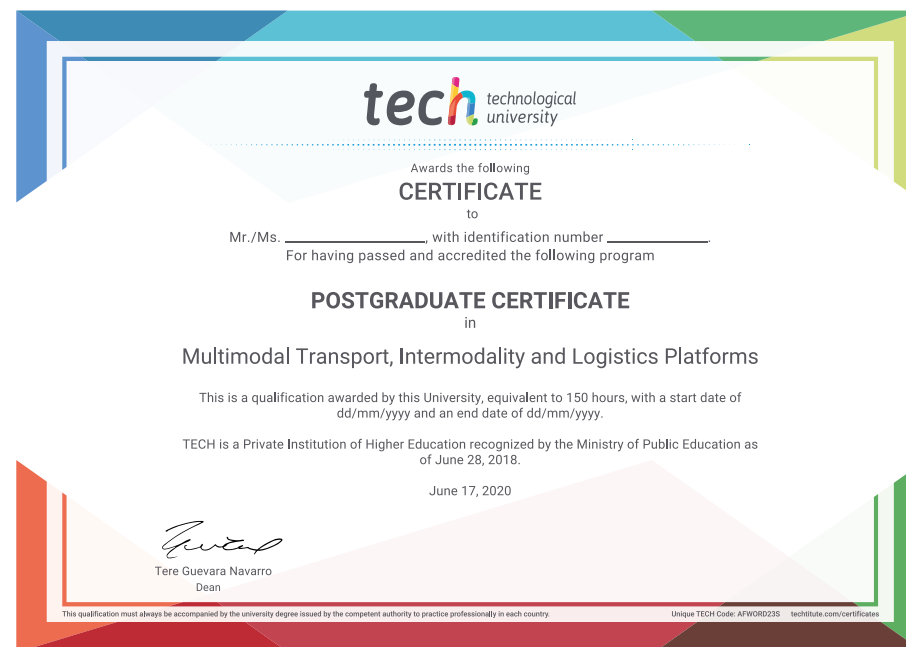 tech technological
university
Awards the following
CERTIFICATE
to
Mr./Ms. ____________________, with identification number ______________.
For having passed and accredited the following program
POSTGRADUATE CERTIFICATE
in
Multimodal Transport, Intermodality and Logistics Platforms
This is a qualification awarded by this University, equivalent to 150 hours, with a start date of
dd/mm/yyyy and an end date of dd/mm/yyyy.
TECH is a Private Institution of Higher Education recognized by the Ministry of Public Education as
of June 28, 2018.
June 17, 2020
Tere Guevara Navarro
Dean
This qualification must always be accompanied by the university degree issued by the competent authority to practice professionally in each country.
Unique TECH Code: AFWORD23S techtitute.com/certificates